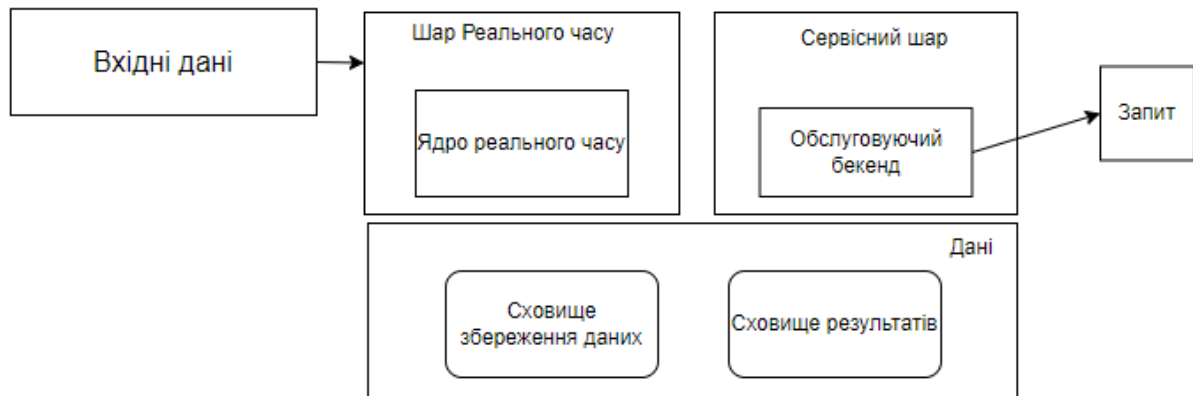 Вхідні дані
Шар Реального часу
Ядро реального часу
Сервісний шар
Обслуговуючий
бекенд
Запит
Дані
Сховище
збереження даних
Сховище результатів